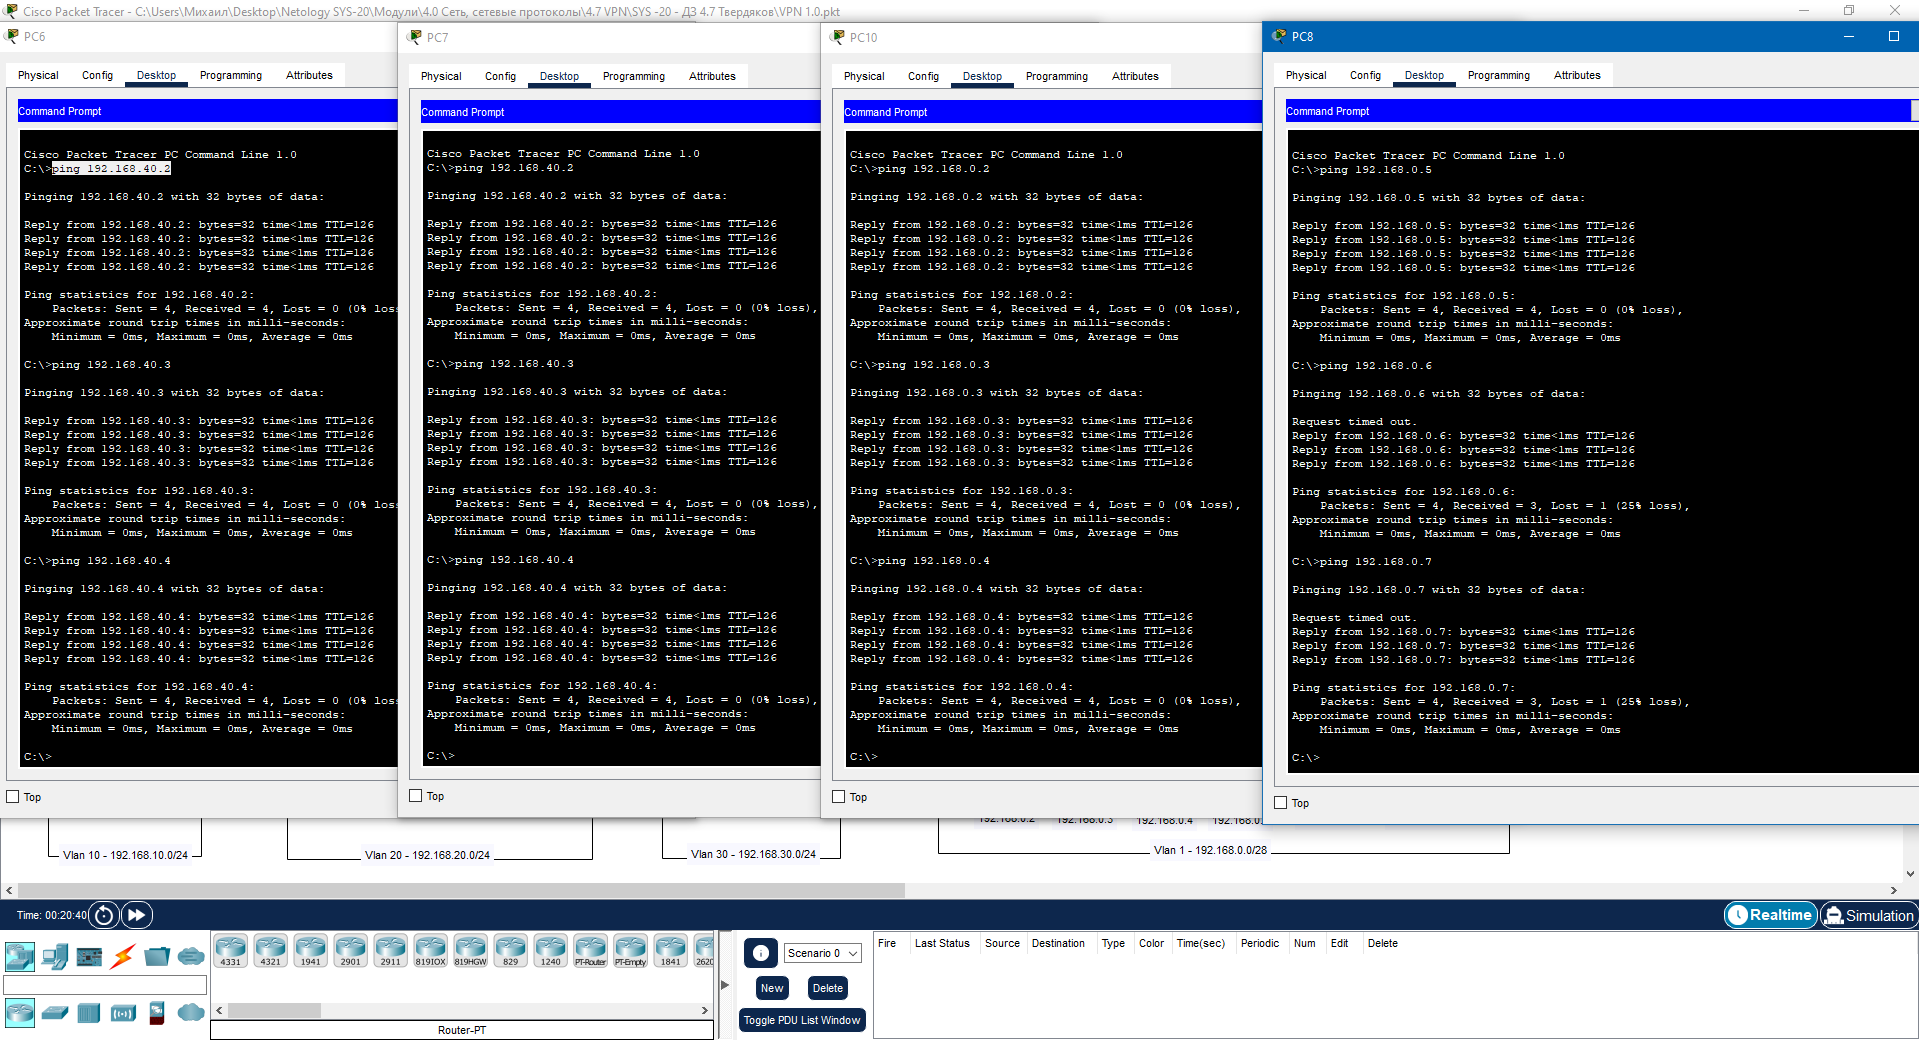 Cisco Packet Tracer - C:\Users\Михаил\Desktop\Netology SYS-20\Модули\4.0 Сеть, сетевые протоколы\4.7 VPN\SYS -20 - ДЗ 4.7 Твердяков\VPN 1.0.pkt
PC6
Physical Config Desktop Programming Attributes
Command Prompt
Cisco Packet Tracer PC Command Line 1.0
C:\>ping 192.168.40.2
Pinging 192.168.40.2 with 32 bytes of data:
Reply from 192.168.40.2: bytes=32 time<1ms TTL=126
Reply from 192.168.40.2: bytes=32 time<1ms TTL=126
Reply from 192.168.40.2: bytes=32 time<1ms TTL=126
Reply from 192.168.40.2: bytes=32 time<1ms TTL=126
Ping statistics for 192.168.40.2:
Packets: Sent = 4, Received = 4, Lost = 0 (0% los
Approximate round trip times in milli-seconds:
Minimum = 0ms, Maximum = 0ms, Average = 0ms
C:\>ping 192.168.40.3
Pinging 192.168.40.3 with 32 bytes of data:
Reply from 192.168.40.3: bytes=32 time<1ms TTL=126
Reply from 192.168.40.3: bytes=32 time<1ms TTL=126
Reply from 192.168.40.3: bytes=32 time<1ms TTL=126
Reply from 192.168.40.3: bytes=32 time<1ms TTL=126
Ping statistics for 192.168.40.3:
Packets: Sent = 4, Received = 4, Lost = 0 (0% los
Approximate round trip times in milli-seconds:
Minimum = 0ms, Maximum = 0ms, Average = 0ms
C:\>ping 192.168.40.4
Pinging 192.168.40.4 with 32 bytes of data:
Reply from 192.168.40.4: bytes=32 time<1ms TTL=126
Reply from 192.168.40.4: bytes=32 time<1ms TTL=126
Reply from 192.168.40.4: bytes=32 time<1ms TTL=126
Reply from 192.168.40.4: bytes=32 time<1ms TTL=126
Ping statistics for 192.168.40.4:
Packets: Sent = 4, Received = 4, Lost = 0 (0% los
Approximate round trip times in milli-seconds:
Minimum = 0ms, Maximum = 0ms, Average = 0ms
C:\>
Top
PC7
Physical Config Desktop Programming Attributes
Command Prompt
Cisco Packet Tracer PC Command Line 1.0
C:\>ping 192.168.40.2
Pinging 192.168.40.2 with 32 bytes of data:
Reply from 192.168.40.2: bytes=32 time<1ms TTL=126
Reply from 192.168.40.2: bytes=32 time<1ms TTL=126
Reply from 192.168.40.2: bytes=32 time<1ms TTL=126
Reply from 192.168.40.2: bytes=32 time<1ms TTL=126
Ping statistics for 192.168.40.2:
Packets: Sent = 4, Received = 4, Lost = 0 (0% loss),
Approximate round trip times in milli-seconds:
Minimum = 0ms, Maximum = 0ms, Average = 0ms
C:\>ping 192.168.40.3
Pinging 192.168.40.3 with 32 bytes of data:
Reply from 192.168.40.3: bytes=32 time<1ms TTL=126
Reply from 192.168.40.3: bytes=32 time<1ms TTL=126
Reply from 192.168.40.3: bytes=32 time<1ms TTL=126
Reply from 192.168.40.3: bytes=32 time<1ms TTL=126
Ping statistics for 192.168.40.3:
Packets: Sent = 4, Received = 4, Lost = 0 (0% loss),
Approximate round trip times in milli-seconds:
Minimum = 0ms, Maximum = 0ms, Average = 0ms
C:\>ping 192.168.40.4
Pinging 192.168.40.4 with 32 bytes of data:
Reply from 192.168.40.4: bytes=32 time<1ms TTL=126
Reply from 192.168.40.4: bytes=32 time<1ms TTL=126
Reply from 192.168.40.4: bytes=32 time<1ms TTL=126
Reply from 192.168.40.4: bytes=32 time<1ms TTL=126
Ping statistics for 192.168.40.4:
Packets: Sent = 4, Received = 4, Lost = 0 (0% loss),
Approximate round trip times in milli-seconds:
Minimum = 0ms, Maximum = 0ms, Average = 0ms
C:\>
Top
PC10
Physical Config Desktop Programming Attributes
Command Prompt
Cisco Packet Tracer PC Command Line 1.0
C:\>ping 192.168.0.2
Pinging 192.168.0.2 with 32 bytes of data:
Reply from 192.168.0.2: bytes=32 time<1ms TTL=126
Reply from 192.168.0.2: bytes=32 time<1ms TTL=126
Reply from 192.168.0.2: bytes=32 time<1ms TTL=126
Reply from 192.168.0.2: bytes=32 time<1ms TTL=126
Ping statistics for 192.168.0.2:
Packets: Sent = 4, Received = 4, Lost = 0 (0% loss),
Approximate round trip times in milli-seconds:
Minimum = 0ms, Maximum = 0ms, Average = 0ms
C:\>ping 192.168.0.3
Pinging 192.168.0.3 with 32 bytes of data:
Reply from 192.168.0.3: bytes=32 time<1ms TTL=126
Reply from 192.168.0.3: bytes=32 time<1ms TTL=126
Reply from 192.168.0.3: bytes=32 time<1ms TTL=126
Reply from 192.168.0.3: bytes=32 time<1ms TTL=126
Ping statistics for 192.168.0.3:
Packets: Sent = 4, Received = 4, Lost = 0 (0% loss),
Approximate round trip times in milli-seconds:
Minimum = 0ms, Maximum = 0ms, Average = 0ms
C:\>ping 192.168.0.4
Pinging 192.168.0.4 with 32 bytes of data:
Reply from 192.168.0.4: bytes=32 time<1ms TTL=126
Reply from 192.168.0.4: bytes=32 time<1ms TTL=126
Reply from 192.168.0.4: bytes=32 time<1ms TTL=126
Reply from 192.168.0.4: bytes=32 time<1ms TTL=126
Ping statistics for 192.168.0.4:
Packets: Sent = 4, Received = 4, Lost = 0 (0% loss),
Approximate round trip times in milli-seconds:
Minimum = 0ms, Maximum = 0ms, Average = 0ms
C:\>
Top
PC8
Physical Config Desktop Programming Attributes
Command Prompt
Cisco Packet Tracer PC Command Line 1.0
C:\>ping 192.168.0.5
Pinging 192.168.0.5 with 32 bytes of data:
Reply from 192.168.0.5: bytes=32 time<1ms TTL=126
Reply from 192.168.0.5: bytes=32 time<1ms TTL=126
Reply from 192.168.0.5: bytes=32 time<1ms TTL=126
Reply from 192.168.0.5: bytes=32 time<1ms TTL=126
Ping statistics for 192.168.0.5:
Packets: Sent = 4, Received = 4, Lost = 0 (0% loss),
Approximate round trip times in milli-seconds:
Minimum = 0ms, Maximum = 0ms, Average = 0ms
C:\>ping 192.168.0.6
Pinging 192.168.0.6 with 32 bytes of data:
Request timed out.
Reply from 192.168.0.6: bytes=32 time<1ms TTL=126
Reply from 192.168.0.6: bytes=32 time<1ms TTL=126
Reply from 192.168.0.6: bytes=32 time<1ms TTL=126
Ping statistics for 192.168.0.6:
Packets: Sent = 4, Received = 3, Lost = 1 (25% loss),
Approximate round trip times in milli-seconds:
Minimum = 0ms, Maximum = 0ms, Average = 0ms
C:\>ping 192.168.0.7
Pinging 192.168.0.7 with 32 bytes of data:
Request timed out.
Reply from 192.168.0.7: bytes=32 time<1ms TTL=126
Reply from 192.168.0.7: bytes=32 time<1ms TTL=126
Reply from 192.168.0.7: bytes=32 time<1ms TTL=126
Ping statistics for 192.168.0.7:
Packets: Sent = 4, Received = 3, Lost = 1 (25% loss),
Approximate round trip times in milli-seconds:
Minimum = 0ms, Maximum = 0ms, Average = 0ms
C:\>
Top
192.168.0.2 192.168.0.3 192.168.0.4 192.168.0.
Vlan 10 - 192.168.10.0/24 Vlan 20 - 192.168.20.0/24 Vlan 30 - 192.168.30.0/24 Vlan 1 - 192.168.0.0/28
Time: 00:20:40 Realtime Simulation
4331 4321 1941 2901 2911 819IOX 819HGW 829 1240 PT-Router PT-Empty 1841 262
Router-PT
Scenario 0
New Delete
Toggle PDU List Window
Fire Last Status Source Destination Type Color Time(sec) Periodic Num Edit Delete